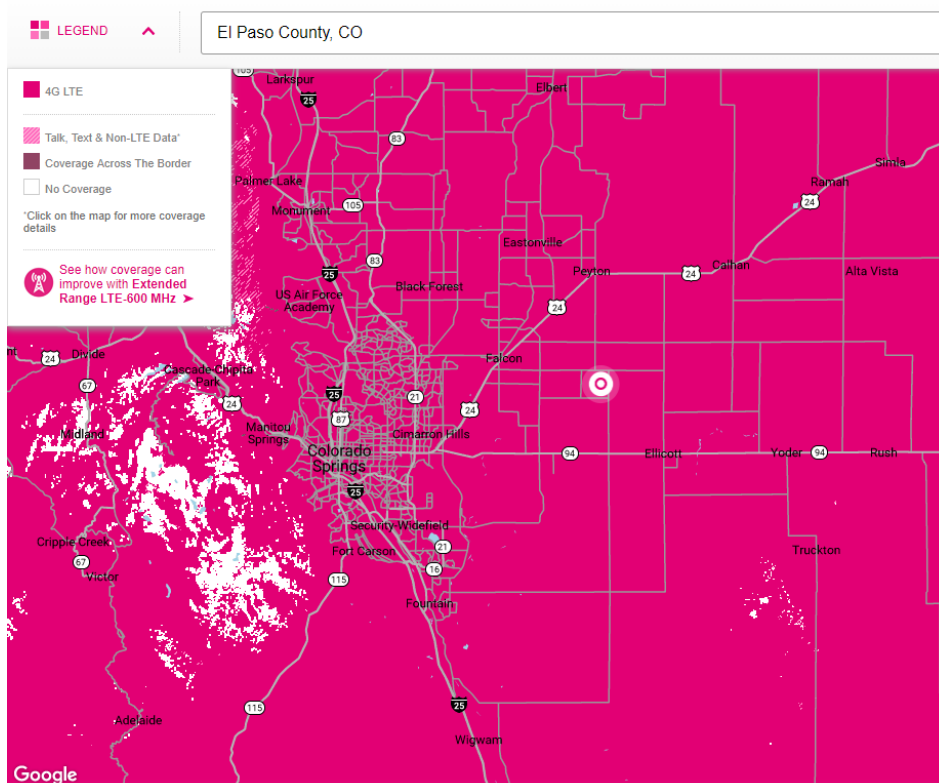 LEGEND
El Paso County, CO
4G LTE
Talk, Text & Non-LTE Data*
Coverage Across The Border
No Coverage
*Click on the map for more coverage
details
See how coverage can
improve with Extended
Range LTE-600 MHz ➤
105
Larkspur
25
Elbert
83
Simla
Palmer Lake
Ramah
24
Monument
105
Eastonville
83
25
Peyton
24
Calhan
Alta Vista
US Air Force
Academy
Black Forest
24
Divide
24
Falcon
67
Cascade-Chipita
Park
24
25
21
24
87
Midland
Manitou
Springs
Cimarron Hills
Colorado
Springs
94
Ellicott
Yoder
94
Rush
25
Security-Widefield
Cripple Creek
Fort Carson
21
Truckton
67
Victor
115
16
Fountain
115
25
Adelaide
Wigwam
Google